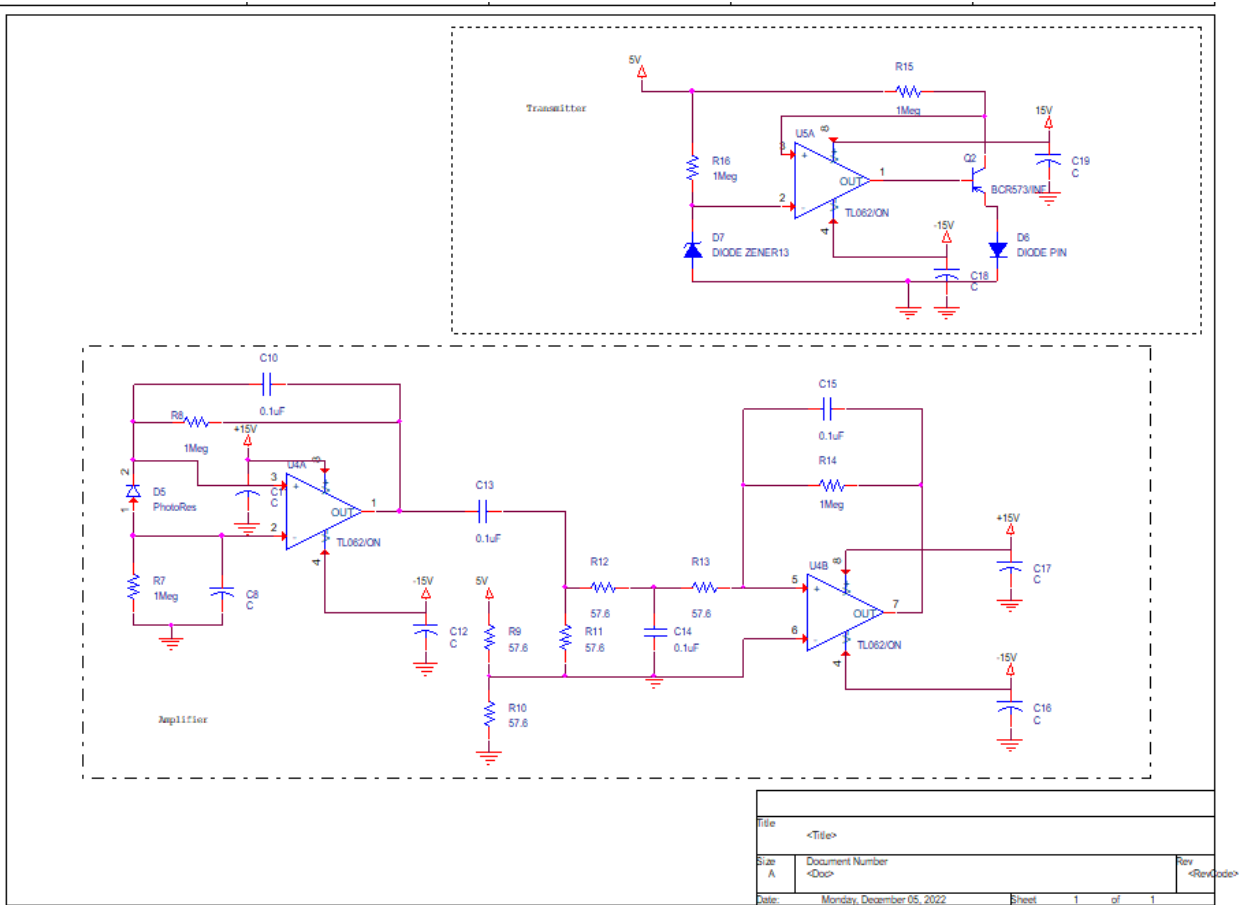 5V
R15
1Meg
Transmitter
15V
U5A
8
3
+
Q2
C19
C
R16
1Meg
OUT
1
BCR573/INF
2
-
TL062/ON
4
-15V
D7
DIODE ZENER13
D6
DIODE PIN
C18
C
C10
0.1uF
R8
1Meg
+15V
C15
0.1uF
R14
1Meg
U4A
8
2
D5
PhotoRes
1
3
+
C
OUT
1
2
-
TL062/ON
4
C13
0.1uF
R7
1Meg
C8
C
-15V
C12
C
5V
R9
57.6
R12
57.6
R11
57.6
C14
0.1uF
R13
57.6
U4B
8
5
+
OUT
7
6
-
TL062/ON
4
+15V
C17
C
-15V
C16
C
R10
57.6
Amplifier
Title
<Title>
Size
A
Document Number
<Doc>
Rev
<RevCode>
Date:
Monday, December 05, 2022
Sheet
1
of
1